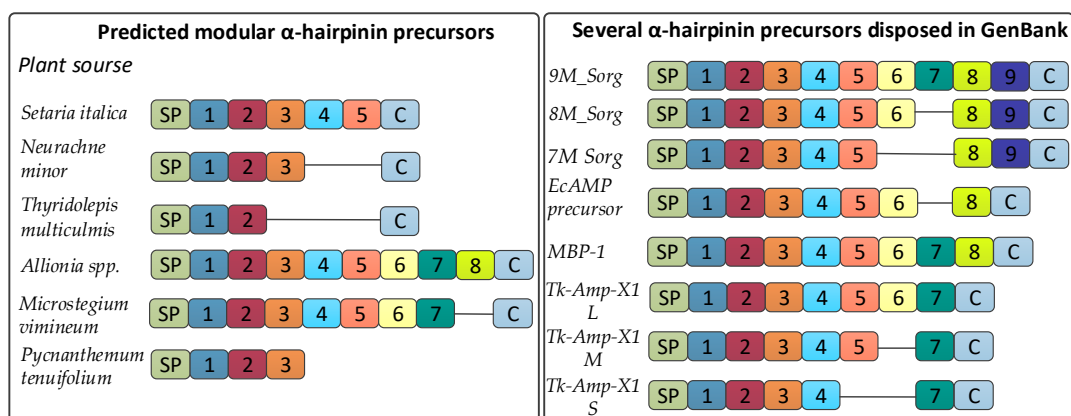 Predicted modular α-hairpinin precursors
Plant sourse
Setaria italica
SP 1 2 3 4 5 C
Neurachne
minor
SP 1 2 3 C
Thyridolepis
multiculmis
SP 1 2 C
Allionia spp.
SP 1 2 3 4 5 6 7 8 C
Microstegium
vimineum
SP 1 2 3 4 5 6 7 C
Pycnanthemum
tenuifolium
SP 1 2 3
Several α-hairpinin precursors disposed in GenBank
9M_Sorg
SP 1 2 3 4 5 6 7 8 9 C
8M_Sorg
SP 1 2 3 4 5 6 8 9 C
7M Sorg
SP 1 2 3 4 5 8 9 C
EcAMP
precursor
SP 1 2 3 4 5 6 8 C
MBP-1
SP 1 2 3 4 5 6 7 8 C
Tk-Amp-X1
L
SP 1 2 3 4 5 6 7 C
Tk-Amp-X1
M
SP 1 2 3 4 5 7 C
Tk-Amp-X1
S
SP 1 2 3 4 7 C